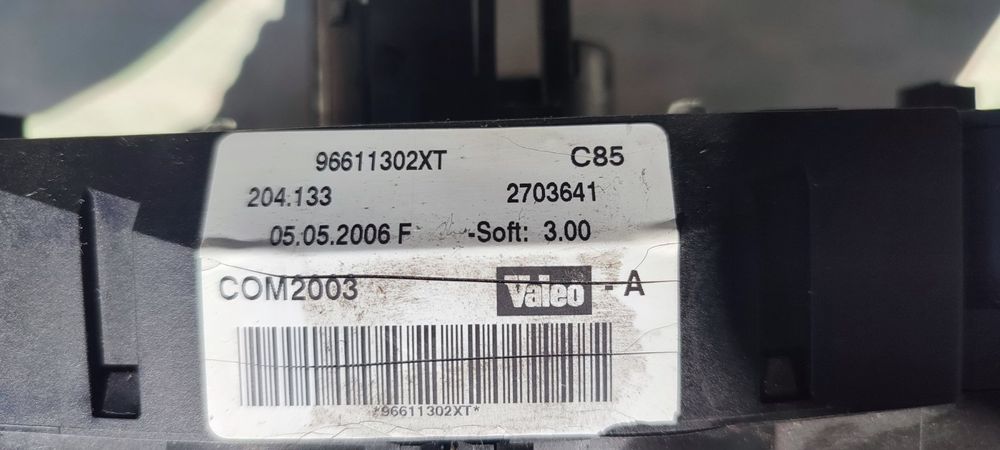 96611302XT C85
204.133 2703641
05.05.2006 F -Soft: 3.00
COM2003 Valeo - A
*96611302XT*